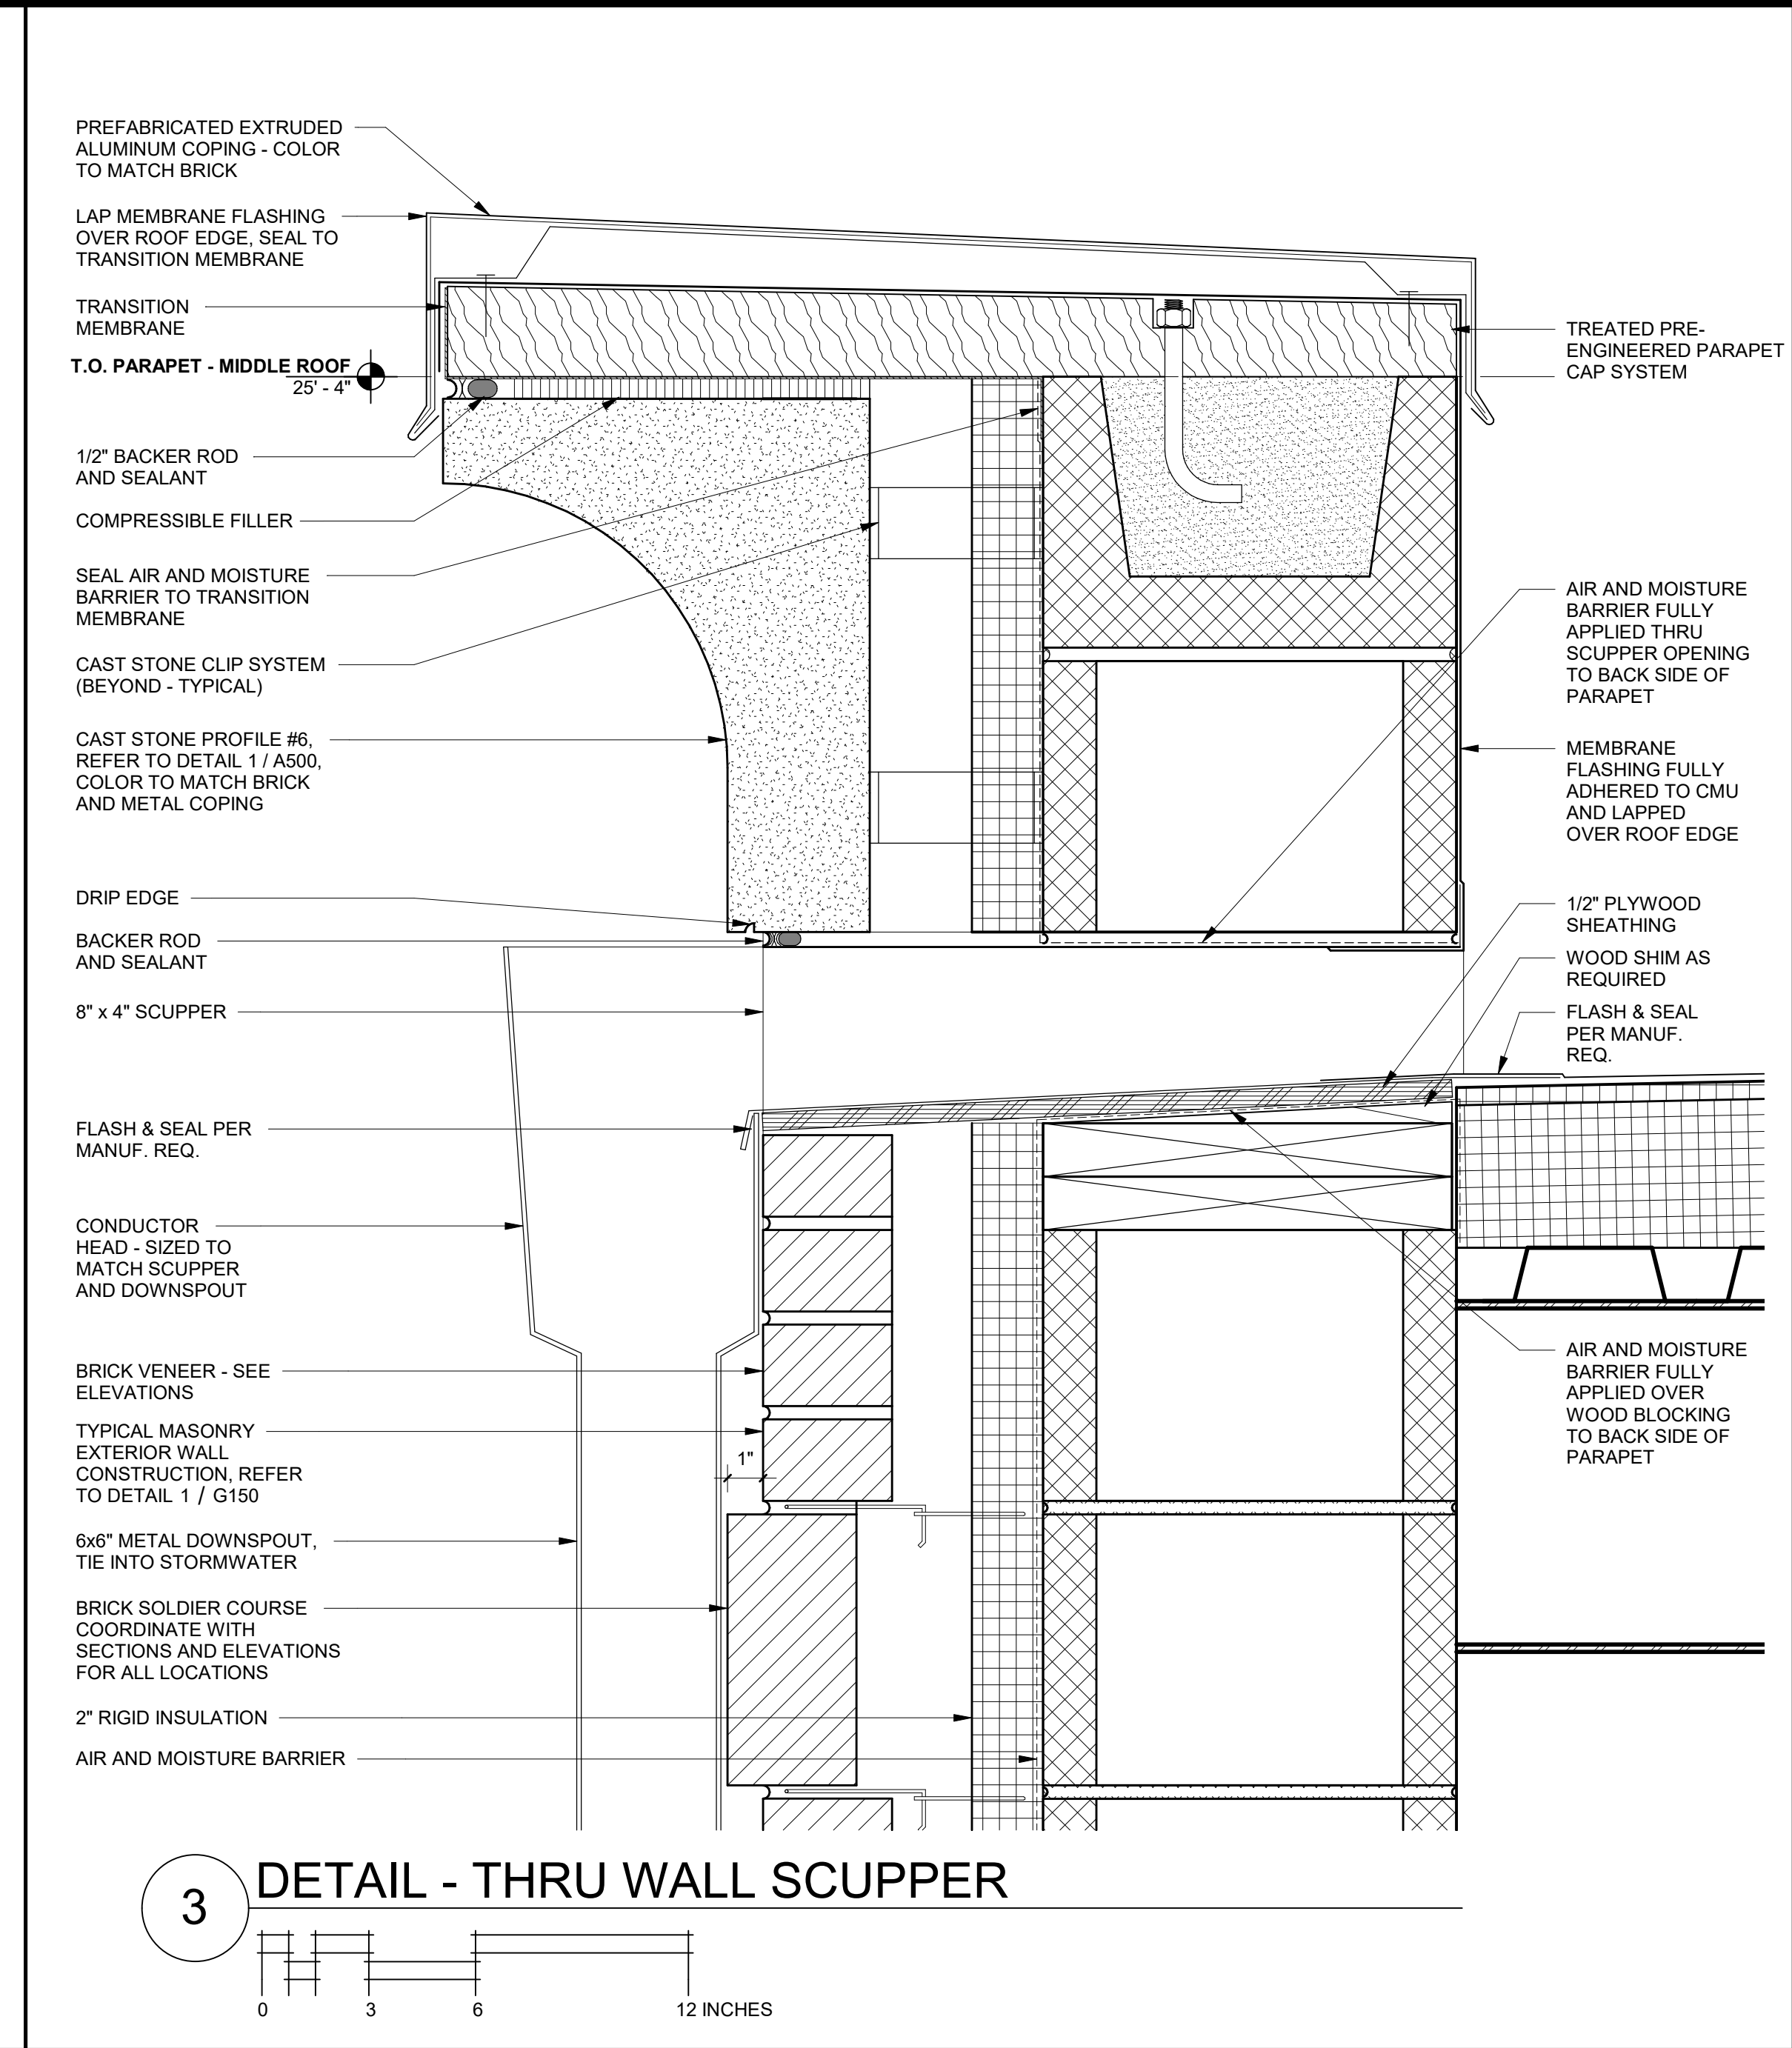 PREFABRICATED EXTRUDED
ALUMINUM COPING - COLOR
TO MATCH BRICK
LAP MEMBRANE FLASHING
OVER ROOF EDGE, SEAL TO
TRANSITION MEMBRANE
TRANSITION
MEMBRANE
T.O. PARAPET - MIDDLE ROOF
25' - 4"
1/2" BACKER ROD
AND SEALANT
COMPRESSIBLE FILLER
SEAL AIR AND MOISTURE
BARRIER TO TRANSITION
MEMBRANE
CAST STONE CLIP SYSTEM
(BEYOND - TYPICAL)
CAST STONE PROFILE #6,
REFER TO DETAIL 1 / A500,
COLOR TO MATCH BRICK
AND METAL COPING
DRIP EDGE
BACKER ROD
AND SEALANT
8" x 4" SCUPPER
FLASH & SEAL PER
MANUF. REQ.
CONDUCTOR
HEAD - SIZED TO
MATCH SCUPPER
AND DOWNSPOUT
BRICK VENEER - SEE
ELEVATIONS
TYPICAL MASONRY
EXTERIOR WALL
CONSTRUCTION, REFER
TO DETAIL 1 / G150
1"
6x6" METAL DOWNSPOUT,
TIE INTO STORMWATER
BRICK SOLDIER COURSE
COORDINATE WITH
SECTIONS AND ELEVATIONS
FOR ALL LOCATIONS
2" RIGID INSULATION
AIR AND MOISTURE BARRIER
TREATED PRE-
ENGINEERED PARAPET
CAP SYSTEM
AIR AND MOISTURE
BARRIER FULLY
APPLIED THRU
SCUPPER OPENING
TO BACK SIDE OF
PARAPET
MEMBRANE
FLASHING FULLY
ADHERED TO CMU
AND LAPPED
OVER ROOF EDGE
1/2" PLYWOOD
SHEATHING
WOOD SHIM AS
REQUIRED
FLASH & SEAL
PER MANUF.
REQ.
AIR AND MOISTURE
BARRIER FULLY
APPLIED OVER
WOOD BLOCKING
TO BACK SIDE OF
PARAPET
3
DETAIL - THRU WALL SCUPPER
0 3 6 12 INCHES